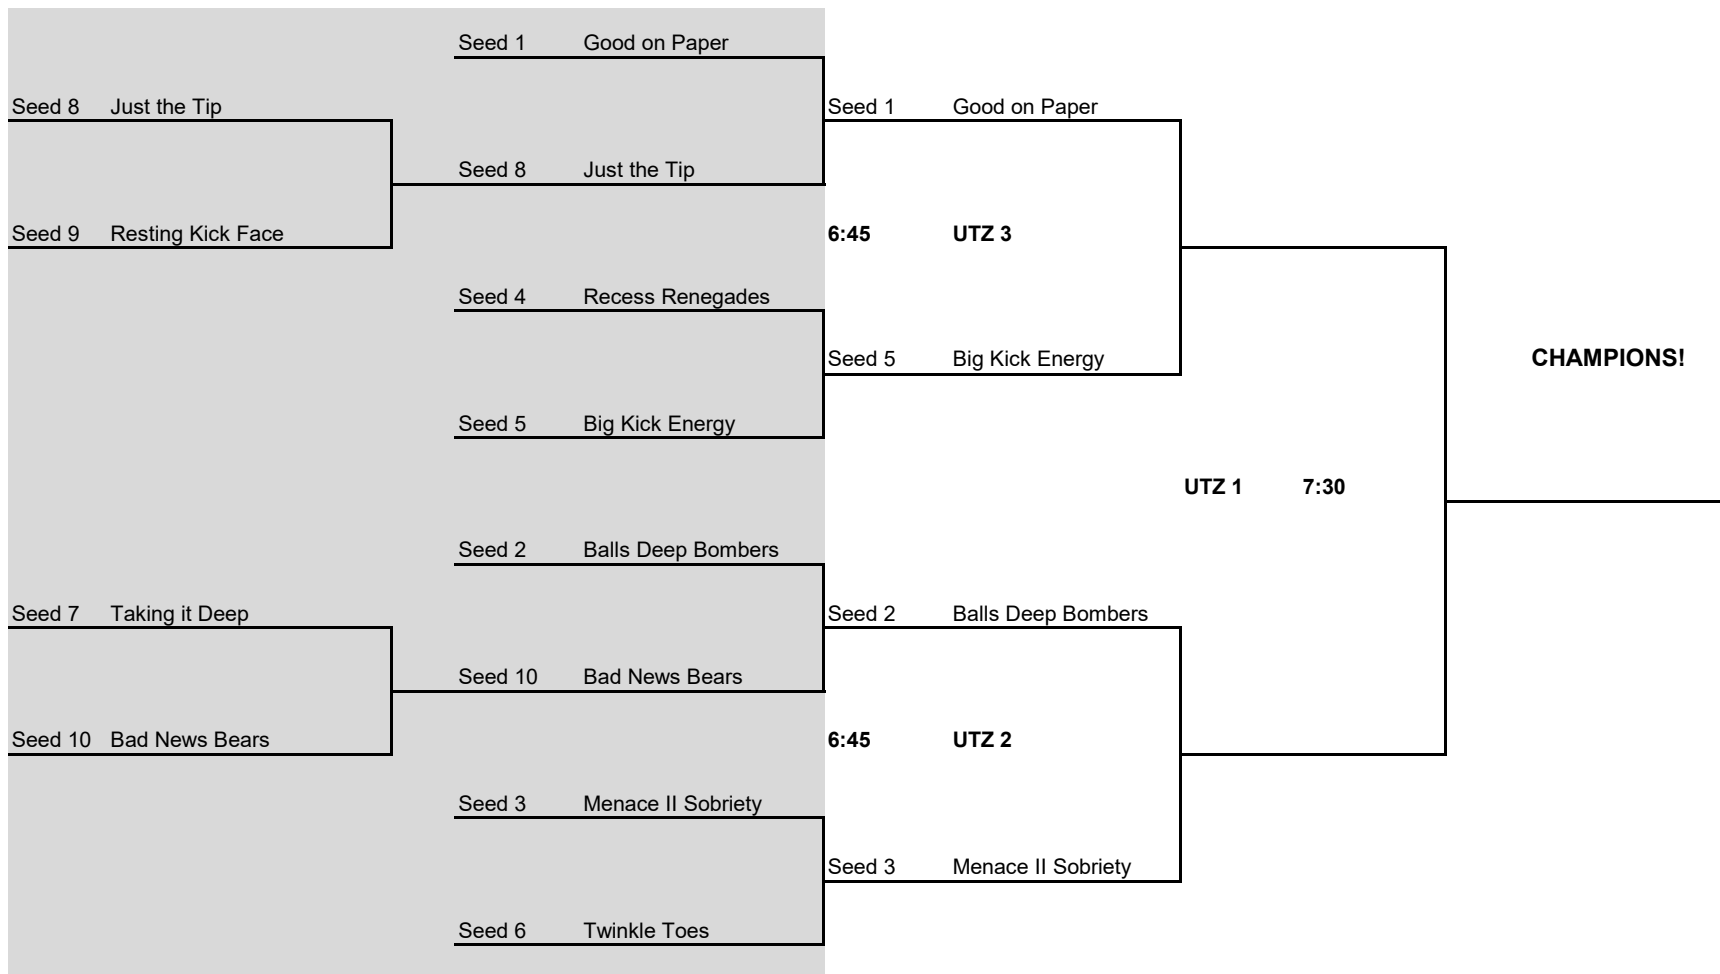 Seed 1 Good on Paper
Seed 8 Just the Tip
Seed 1 Good on Paper
Seed 8 Just the Tip
Seed 9 Resting Kick Face
6:45 UTZ 3
Seed 4 Recess Renegades
Seed 5 Big Kick Energy
CHAMPIONS!
Seed 5 Big Kick Energy
UTZ 1 7:30
Seed 2 Balls Deep Bombers
Seed 7 Taking it Deep
Seed 2 Balls Deep Bombers
Seed 10 Bad News Bears
Seed 10 Bad News Bears
6:45 UTZ 2
Seed 3 Menace II Sobriety
Seed 3 Menace II Sobriety
Seed 6 Twinkle Toes